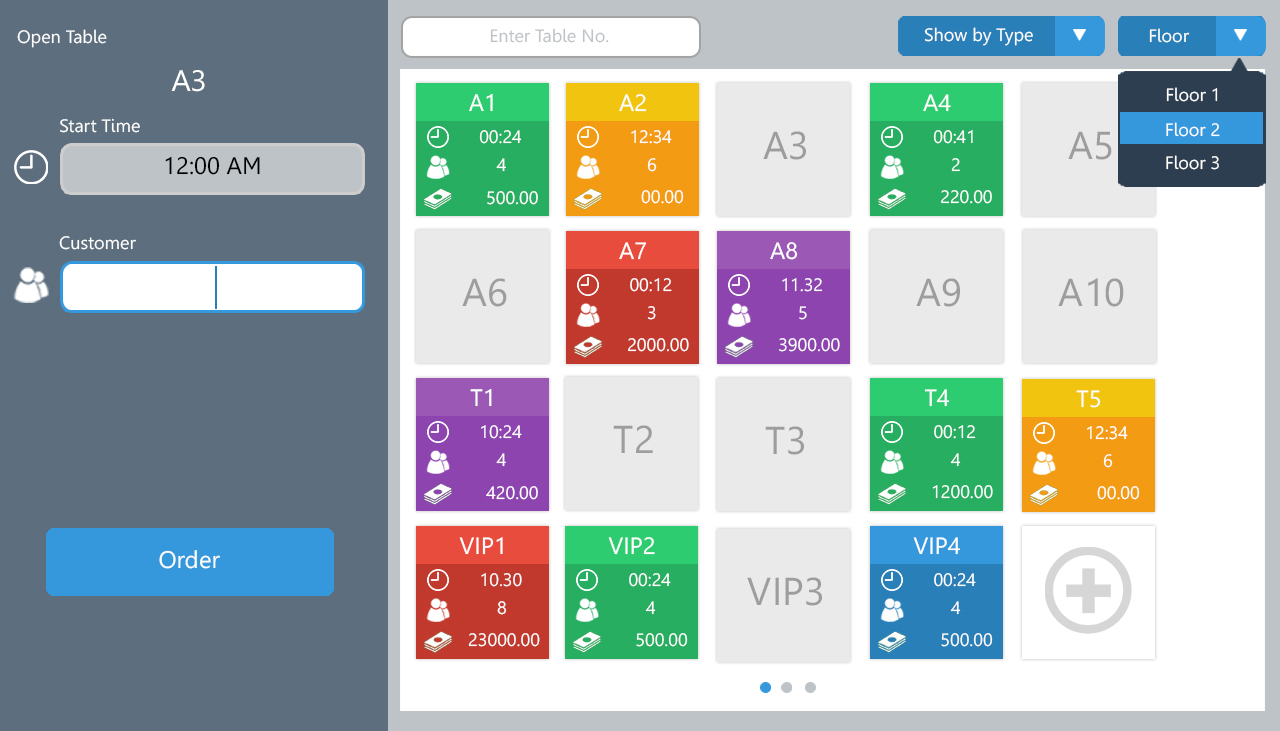 Open Table
A3
Start Time
12:00 AM
Customer
Order
Enter Table No.
Show by Type
Floor
Floor 1
Floor 2
Floor 3
A1
00:24
4
500.00
A2
12:34
6
00.00
A3
A4
00:41
2
220.00
A5
A6
A7
00:12
3
2000.00
A8
11.32
5
3900.00
A9
A10
T1
10:24
4
420.00
T2
T3
T4
00:12
4
1200.00
T5
12:34
6
00.00
VIP1
10.30
8
23000.00
VIP2
00:24
4
500.00
VIP3
VIP4
00:24
4
500.00